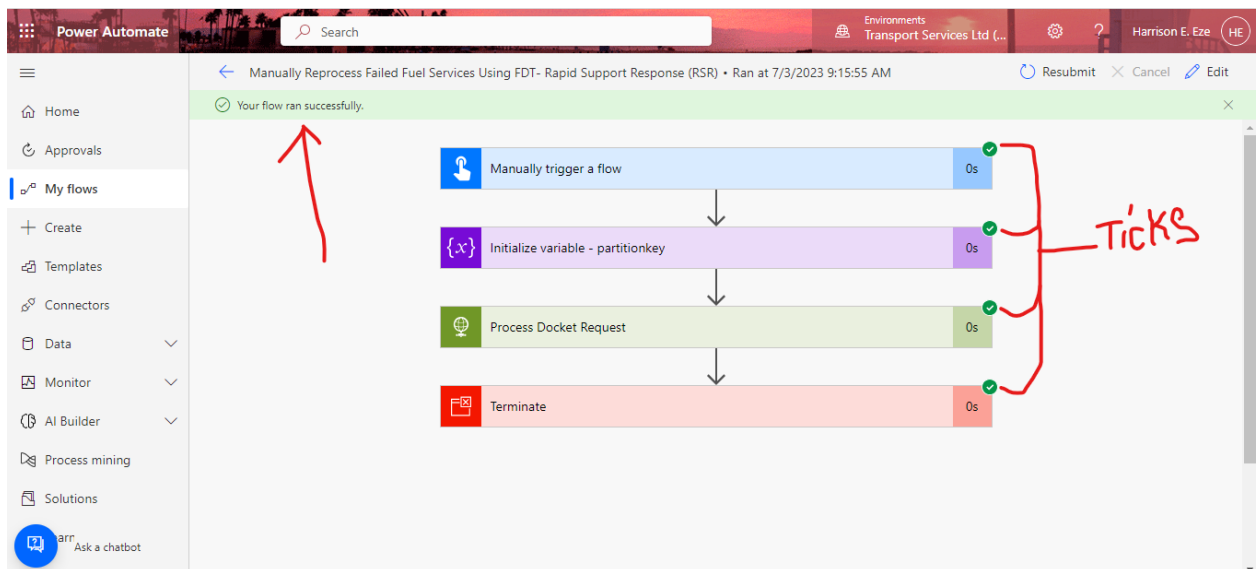 Power Automate
Search
Environments
Transport Services Ltd (...
?
Harrison E. Eze
HE
Manually Reprocess Failed Fuel Services Using FDT- Rapid Support Response (RSR) • Ran at 7/3/2023 9:15:55 AM
Resubmit
Cancel
Edit
Your flow ran successfully.
Home
Approvals
My flows
Create
Templates
Connectors
Data
Monitor
AI Builder
Process mining
Solutions
earn
Ask a chatbot
Manually trigger a flow
0s
{x}
Initialize variable - partitionkey
0s
Process Docket Request
0s
Terminate
0s
TicKS